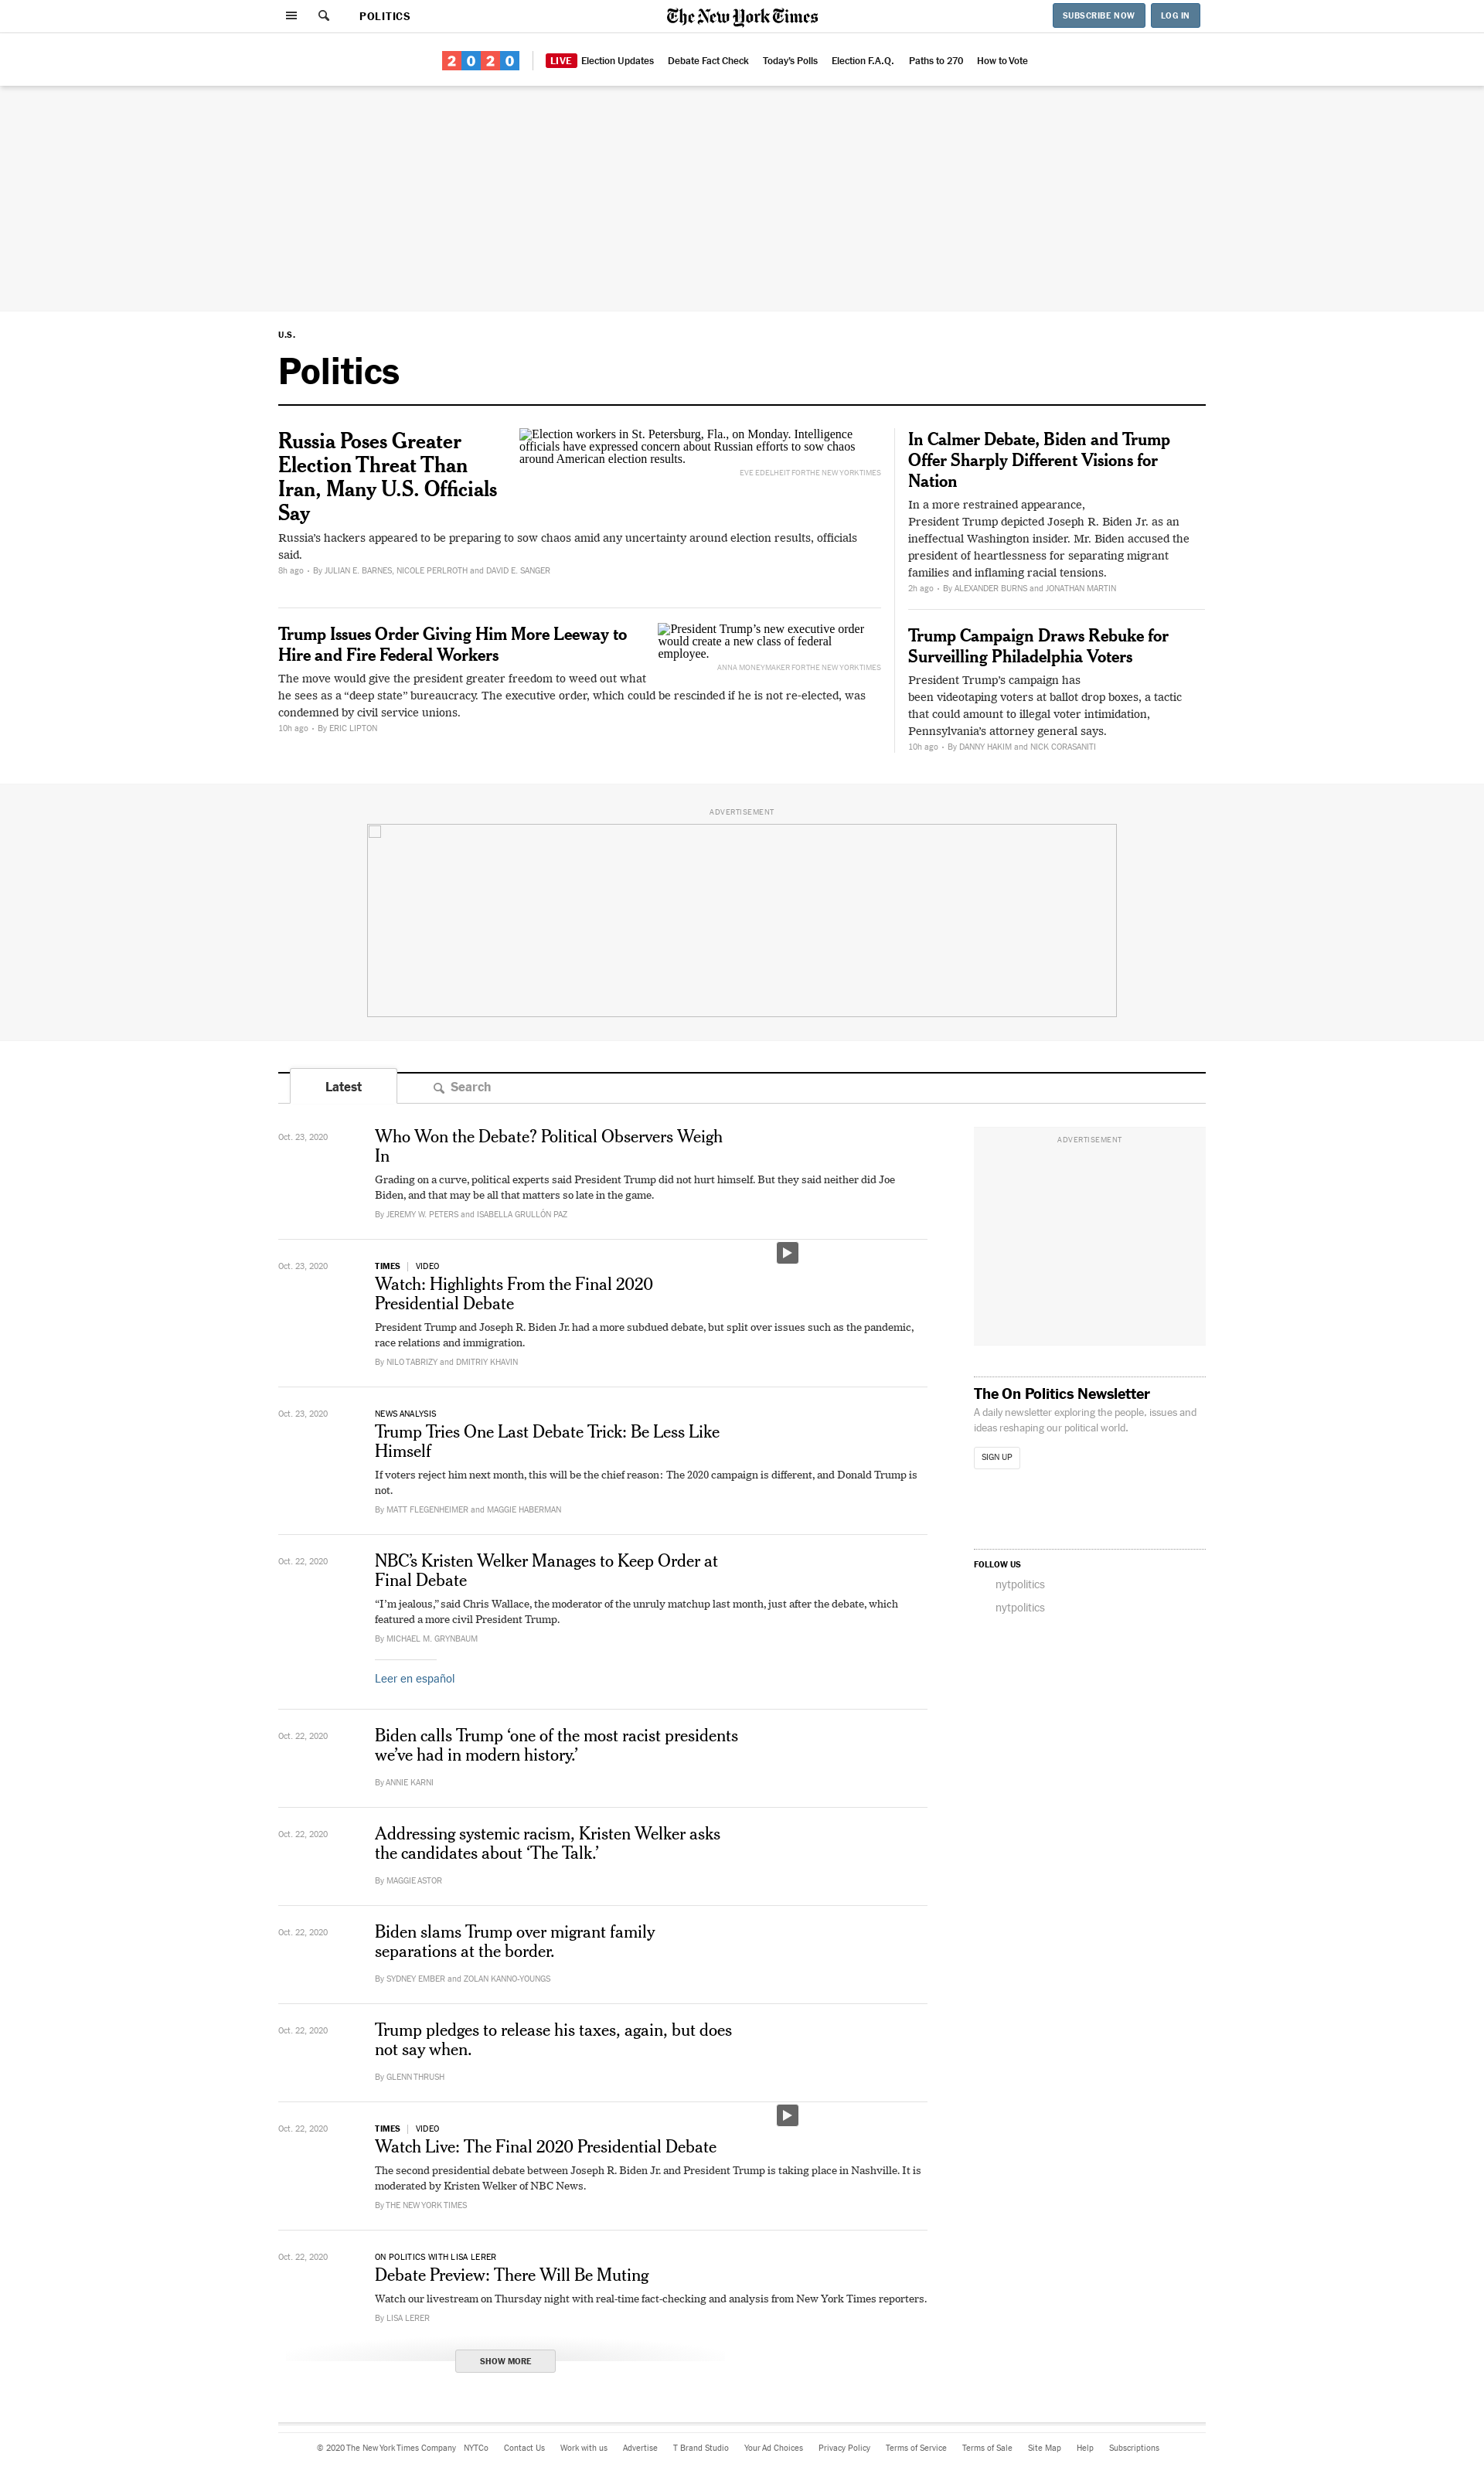 POLITICS
The New York Times
SUBSCRIBE NOW
LOG IN
2020
LIVE Election Updates
Debate Fact Check
Today's Polls
Election F.A.Q.
Paths to 270
How to Vote
U.S.
Politics
Russia Poses Greater
Election Threat Than
Iran, Many U.S. Officials
Say
Election workers in St. Petersburg, Fla., on Monday. Intelligence
officials have expressed concern about Russian efforts to sow chaos
around American election results.
EVE EDELHEIT FOR THE NEW YORK TIMES
Russia's hackers appeared to be preparing to sow chaos amid any uncertainty around election results, officials
said.
8h ago • By JULIAN E. BARNES, NICOLE PERLROTH and DAVID E. SANGER
Trump Issues Order Giving Him More Leeway to
Hire and Fire Federal Workers
President Trump’s new executive order
would create a new class of federal
employee.
ANNA MONEYMAKER FOR THE NEW YORK TIMES
The move would give the president greater freedom to weed out what
he sees as a “deep state” bureaucracy. The executive order, which could be rescinded if he is not re-elected, was
condemned by civil service unions.
10h ago • By ERIC LIPTON
In Calmer Debate, Biden and Trump
Offer Sharply Different Visions for
Nation
In a more restrained appearance,
President Trump depicted Joseph R. Biden Jr. as an
ineffectual Washington insider. Mr. Biden accused the
president of heartlessness for separating migrant
families and inflaming racial tensions.
2h ago • By ALEXANDER BURNS and JONATHAN MARTIN
Trump Campaign Draws Rebuke for
Surveilling Philadelphia Voters
President Trump's campaign has
been videotaping voters at ballot drop boxes, a tactic
that could amount to illegal voter intimidation,
Pennsylvania's attorney general says.
10h ago • By DANNY HAKIM and NICK CORASANITI
ADVERTISEMENT
Latest
Search
Oct. 23, 2020
Who Won the Debate? Political Observers Weigh
In
Grading on a curve, political experts said President Trump did not hurt himself. But they said neither did Joe
Biden, and that may be all that matters so late in the game.
By JEREMY W. PETERS and ISABELLA GRULLÓN PAZ
Oct. 23, 2020
TIMES | VIDEO
Watch: Highlights From the Final 2020
Presidential Debate
President Trump and Joseph R. Biden Jr. had a more subdued debate, but split over issues such as the pandemic,
race relations and immigration.
By NILO TABRIZY and DMITRIY KHAVIN
Oct. 23, 2020
NEWS ANALYSIS
Trump Tries One Last Debate Trick: Be Less Like
Himself
If voters reject him next month, this will be the chief reason: The 2020 campaign is different, and Donald Trump is
not.
By MATT FLEGENHEIMER and MAGGIE HABERMAN
Oct. 22, 2020
NBC’s Kristen Welker Manages to Keep Order at
Final Debate
“I’m jealous,” said Chris Wallace, the moderator of the unruly matchup last month, just after the debate, which
featured a more civil President Trump.
By MICHAEL M. GRYNBAUM
Leer en español
Oct. 22, 2020
Biden calls Trump ‘one of the most racist presidents
we’ve had in modern history.’
By ANNIE KARNI
Oct. 22, 2020
Addressing systemic racism, Kristen Welker asks
the candidates about ‘The Talk.’
By MAGGIE ASTOR
Oct. 22, 2020
Biden slams Trump over migrant family
separations at the border.
By SYDNEY EMBER and ZOLAN KANNO-YOUNGS
Oct. 22, 2020
Trump pledges to release his taxes, again, but does
not say when.
By GLENN THRUSH
Oct. 22, 2020
TIMES | VIDEO
Watch Live: The Final 2020 Presidential Debate
The second presidential debate between Joseph R. Biden Jr. and President Trump is taking place in Nashville. It is
moderated by Kristen Welker of NBC News.
By THE NEW YORK TIMES
Oct. 22, 2020
ON POLITICS WITH LISA LERER
Debate Preview: There Will Be Muting
Watch our livestream on Thursday night with real-time fact-checking and analysis from New York Times reporters.
By LISA LERER
SHOW MORE
ADVERTISEMENT
The On Politics Newsletter
A daily newsletter exploring the people, issues and
ideas reshaping our political world.
SIGN UP
FOLLOW US
nytpolitics
nytpolitics
© 2020 The New York Times Company
NYTCo
Contact Us
Work with us
Advertise
T Brand Studio
Your Ad Choices
Privacy Policy
Terms of Service
Terms of Sale
Site Map
Help
Subscriptions